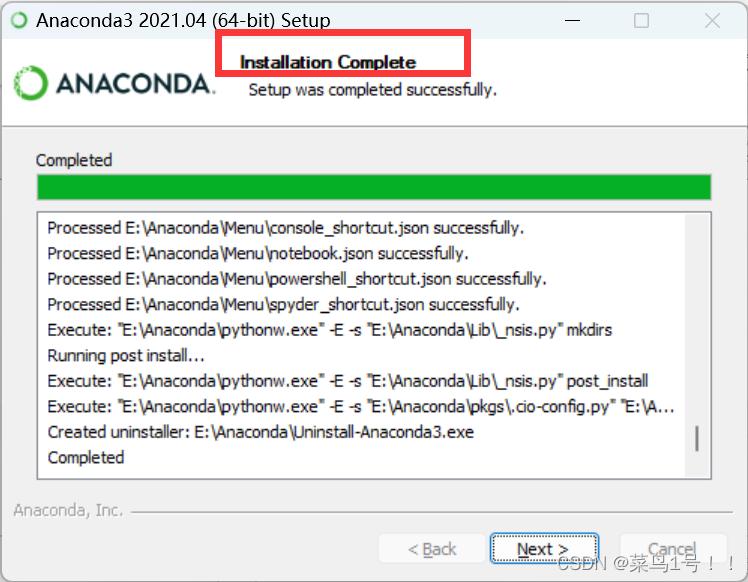 Anaconda3 2021.04 (64-bit) Setup
ANACONDA.
Installation Complete
Setup was completed successfully.
Completed
Processed E:\Anaconda\Menu\console_shortcut.json successfully.
Processed E:\Anaconda\Menu\notebook.json successfully.
Processed E:\Anaconda\Menu\powershell_shortcut.json successfully.
Processed E:\Anaconda\Menu\spyder_shortcut.json successfully.
Execute: "E:\Anaconda\pythonw.exe" -E -s "E:\Anaconda\Lib\_nsis.py" mkdirs
Running post install...
Execute: "E:\Anaconda\pythonw.exe" -E -s "E:\Anaconda\Lib\_nsis.py" post_install
Execute: "E:\Anaconda\pythonw.exe" -E -s "E:\Anaconda\pkgs\.cio-config.py" "E:\A...
Created uninstaller: E:\Anaconda\Uninstall-Anaconda3.exe
Completed
Anaconda, Inc.
< Back Next > Cancel
CSDN @菜鸟1号！！